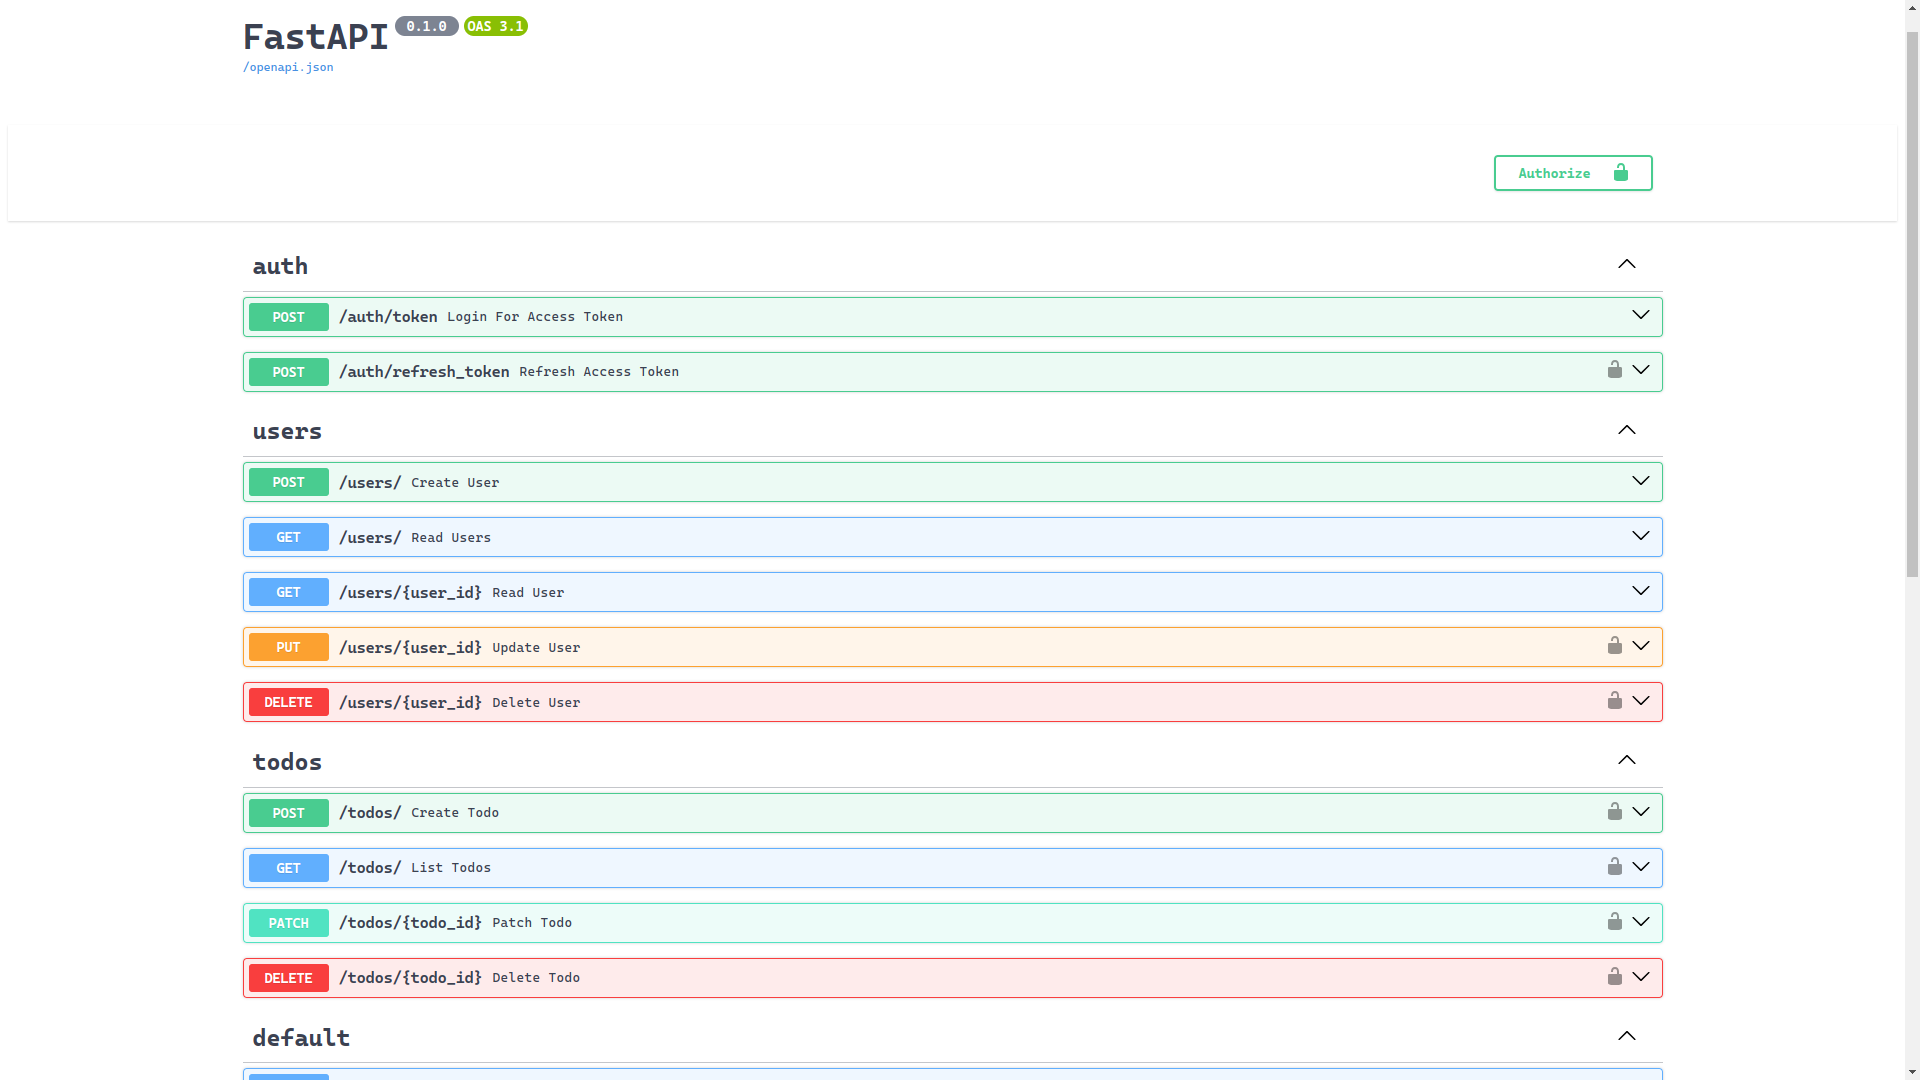 FastAPI 0.1.0 OAS 3.1
/openapi.json
Authorize
auth
POST /auth/token Login For Access Token
POST /auth/refresh_token Refresh Access Token
users
POST /users/ Create User
GET /users/ Read Users
GET /users/{user_id} Read User
PUT /users/{user_id} Update User
DELETE /users/{user_id} Delete User
todos
POST /todos/ Create Todo
GET /todos/ List Todos
PATCH /todos/{todo_id} Patch Todo
DELETE /todos/{todo_id} Delete Todo
default